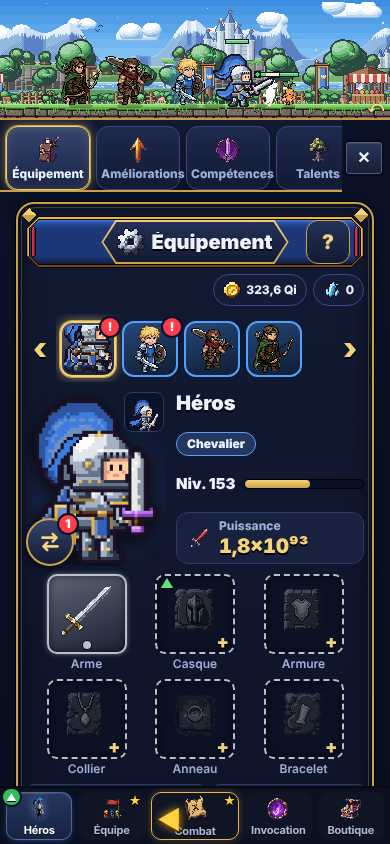 Équipement
Améliorations
Compétences
Talents
×
Équipement
?
323,6 Qi
0
!
!
Héros
Chevalier
Niv. 153
1
Puissance
1,8×10⁹³
Arme
Casque
Armure
Collier
Anneau
Bracelet
Héros
Équipe
Combat
Invocation
Boutique